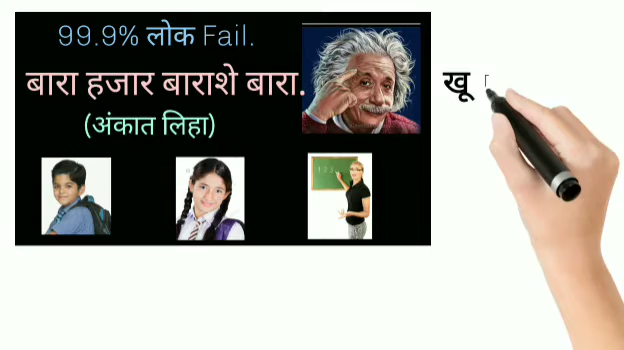 99.9% लोक Fail.
बारा हजार बाराशे बारा.
(अंकात लिहा)
खू